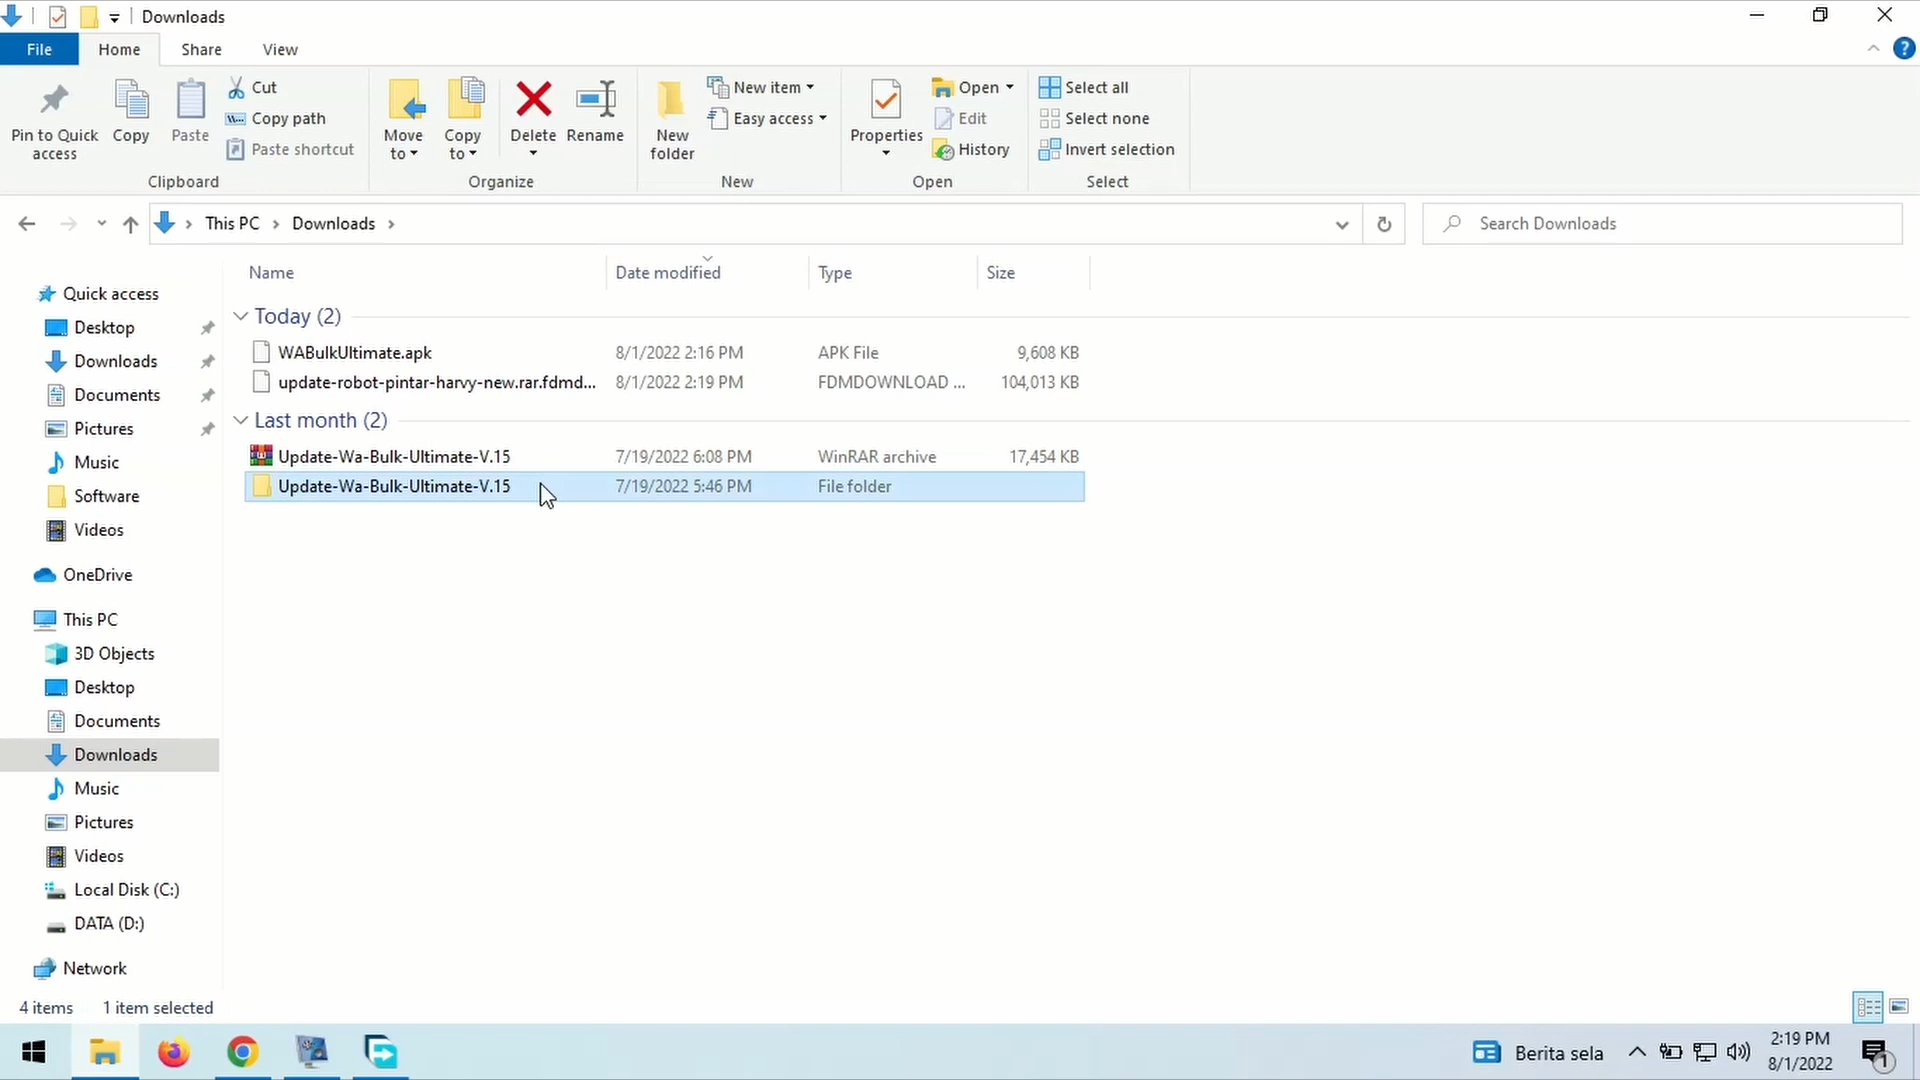 Downloads
File Home Share View
Pin to Quick access
Copy
Paste
Cut
Copy path
Paste shortcut
Clipboard
Move to
Copy to
Delete
Rename
Organize
New folder
New item
Easy access
New
Properties
Open
Edit
History
Open
Select all
Select none
Invert selection
Select
This PC Downloads
Search Downloads
Name Date modified Type Size
Today (2)
WABulkUltimate.apk 8/1/2022 2:16 PM APK File 9,608 KB
update-robot-pintar-harvy-new.rar.fdmd... 8/1/2022 2:19 PM FDMDOWNLOAD ... 104,013 KB
Last month (2)
Update-Wa-Bulk-Ultimate-V.15 7/19/2022 6:08 PM WinRAR archive 17,454 KB
Update-Wa-Bulk-Ultimate-V.15 7/19/2022 5:46 PM File folder
Quick access
Desktop
Downloads
Documents
Pictures
Music
Software
Videos
OneDrive
This PC
3D Objects
Desktop
Documents
Downloads
Music
Pictures
Videos
Local Disk (C:)
DATA (D:)
Network
4 items 1 item selected
Berita sela
2:19 PM
8/1/2022
1